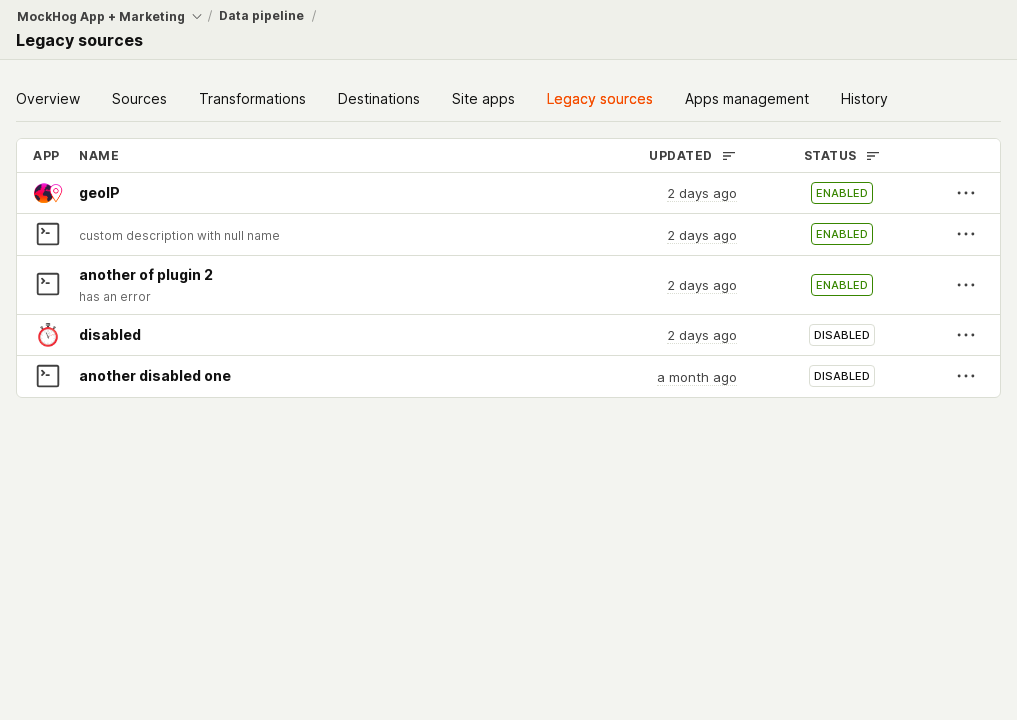 MockHog App + Marketing / Data pipeline /
Legacy sources
Overview Sources Transformations Destinations Site apps Legacy sources Apps management History
APP NAME UPDATED STATUS
geoIP 2 days ago ENABLED
custom description with null name 2 days ago ENABLED
another of plugin 2
has an error 2 days ago ENABLED
disabled 2 days ago DISABLED
another disabled one a month ago DISABLED